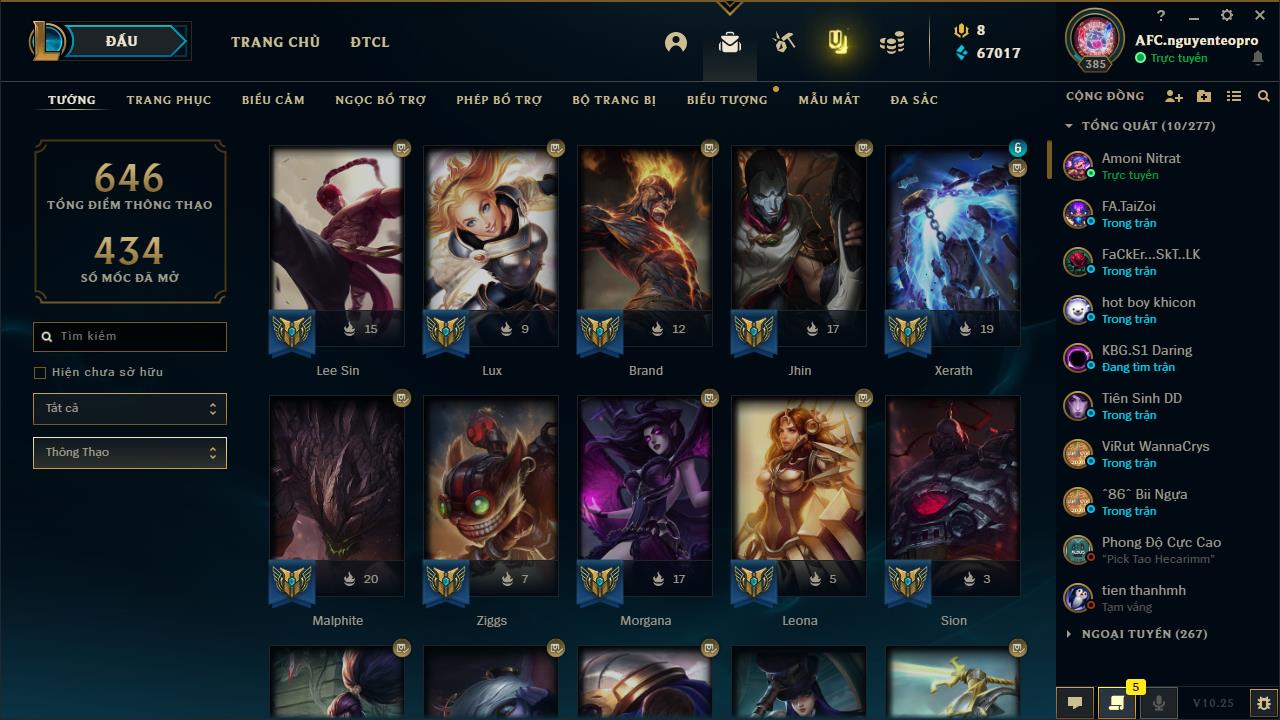 ĐẤU
TRANG CHỦ
ĐTCL
8
67017
?
385
AFC.nguyenteopro
Trực tuyến
TƯỚNG
TRANG PHỤC
BIỂU CẢM
NGỌC BỔ TRỢ
PHÉP BỔ TRỢ
BỘ TRANG BỊ
BIỂU TƯỢNG
MẪU MẮT
ĐA SẮC
646
TỔNG ĐIỂM THÔNG THẠO
434
SỐ MỐC ĐÃ MỞ
Tìm kiếm
Hiện chưa sở hữu
Tất cả
Thông Thạo
6
15
9
12
17
19
Lee Sin
Lux
Brand
Jhin
Xerath
20
7
17
5
3
Malphite
Ziggs
Morgana
Leona
Sion
CỘNG ĐỒNG
TỔNG QUÁT (10/277)
Amoni Nitrat
Trực tuyến
FA.TaiZoi
Trong trận
FaCkEr...SkT..LK
Trong trận
hot boy khicon
Trong trận
KBG.S1 Daring
Đang tìm trận
Tiên Sinh DD
Trong trận
ViRut WannaCrys
Trong trận
ˆ8Gˆ Bii Ngựa
Trong trận
Phong Độ Cực Cao
"Pick Tao Hecarimm"
tien thanhmh
Tạm vắng
NGOẠI TUYẾN (267)
5
V10.25